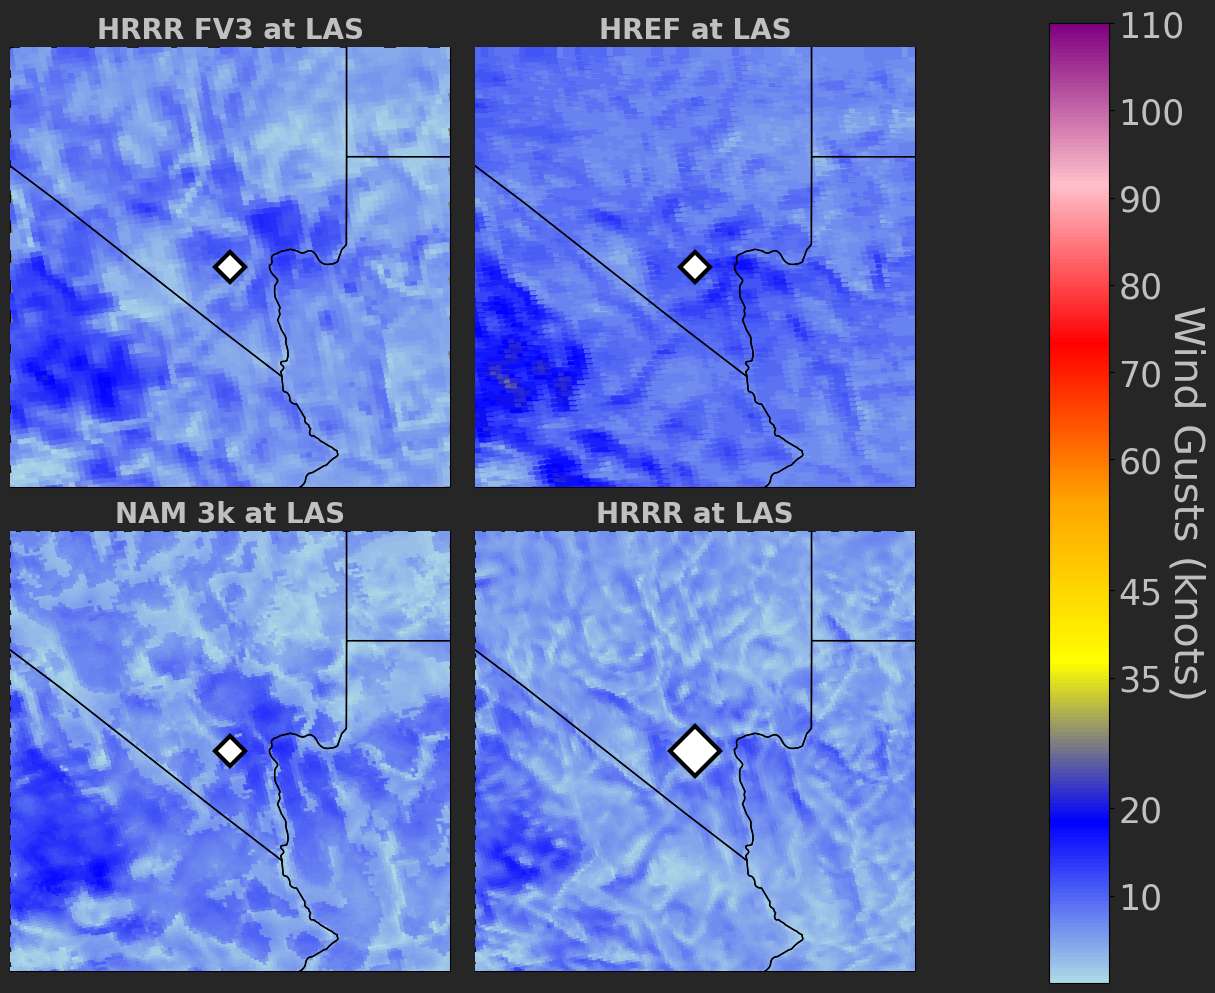 HRRR FV3 at LAS
HREF at LAS
NAM 3k at LAS
HRRR at LAS
110
100
90
80
70
60
45
35
20
10
Wind Gusts (knots)